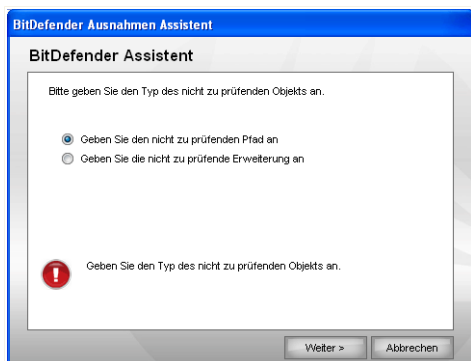 BitDefender Ausnahmen Assistent
BitDefender Assistent
Bitte geben Sie den Typ des nicht zu prüfenden Objekts an.
Geben Sie den nicht zu prüfenden Pfad an
Geben Sie die nicht zu prüfende Erweiterung an
Geben Sie den Typ des nicht zu prüfenden Objekts an.
Weiter > Abbrechen